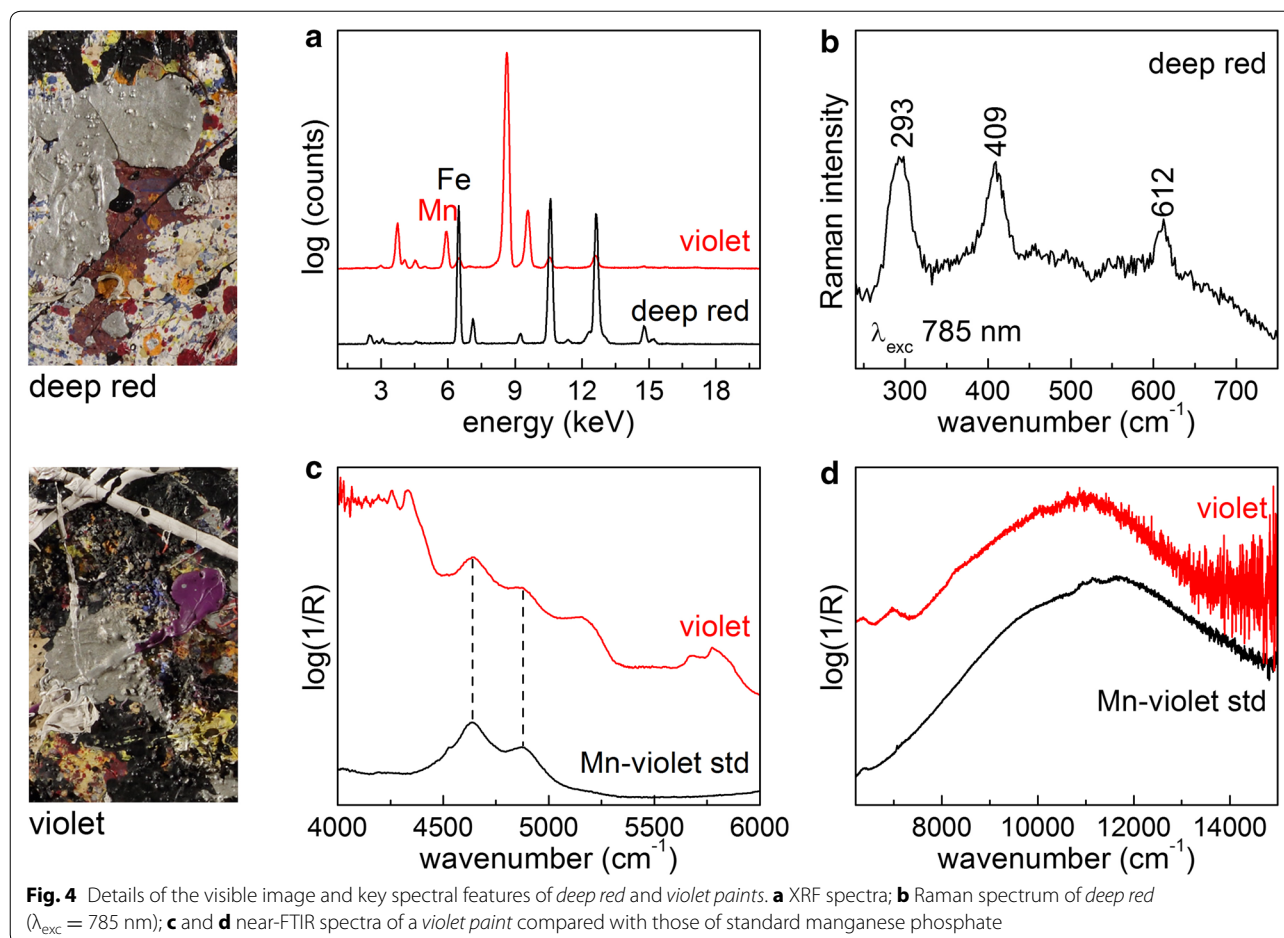 deep red
a
log (counts)
Fe
Mn
violet
deep red
3 6 9 12 15 18
energy (keV)
b
deep red
Raman intensity
293
409
612
λexc 785 nm
300 400 500 600 700
wavenumber (cm-1)
violet
c
log(1/R)
violet
Mn-violet std
4000 4500 5000 5500 6000
wavenumber (cm-1)
d
log(1/R)
violet
Mn-violet std
8000 10000 12000 14000
wavenumber (cm-1)
Fig. 4 Details of the visible image and key spectral features of deep red and violet paints. a XRF spectra; b Raman spectrum of deep red
(λexc = 785 nm); c and d near-FTIR spectra of a violet paint compared with those of standard manganese phosphate